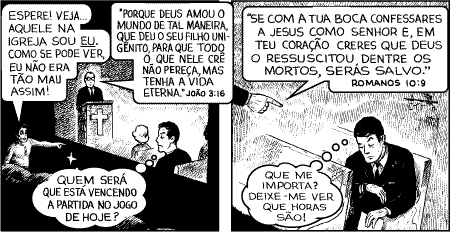 ESPERE! VEJA...
AQUELE NA
IGREJA SOU EU.
COMO SE PODE VER,
EU NÃO ERA
TÃO MAU
ASSIM!
"PORQUE DEUS AMOU O
MUNDO DE TAL MANEIRA,
QUE DEU O SEU FILHO UNI-
GÊNITO, PARA QUE TODO
O QUE NELE CRÊ
NÃO PEREÇA, MAS
TENHA A VIDA
ETERNA." JOÃO 3:16
QUEM SERÁ
QUE ESTÁ VENCENDO
A PARTIDA NO JOGO
DE HOJE?
"SE COM A TUA BOCA CONFESSARES
A JESUS COMO SENHOR E, EM
TEU CORAÇÃO CRERES QUE DEUS
O RESSUSCITOU, DENTRE OS
MORTOS, SERÁS SALVO."
ROMANOS 10:9
QUE ME
IMPORTA?
DEIXE-ME VER
QUE HORAS
SÃO!